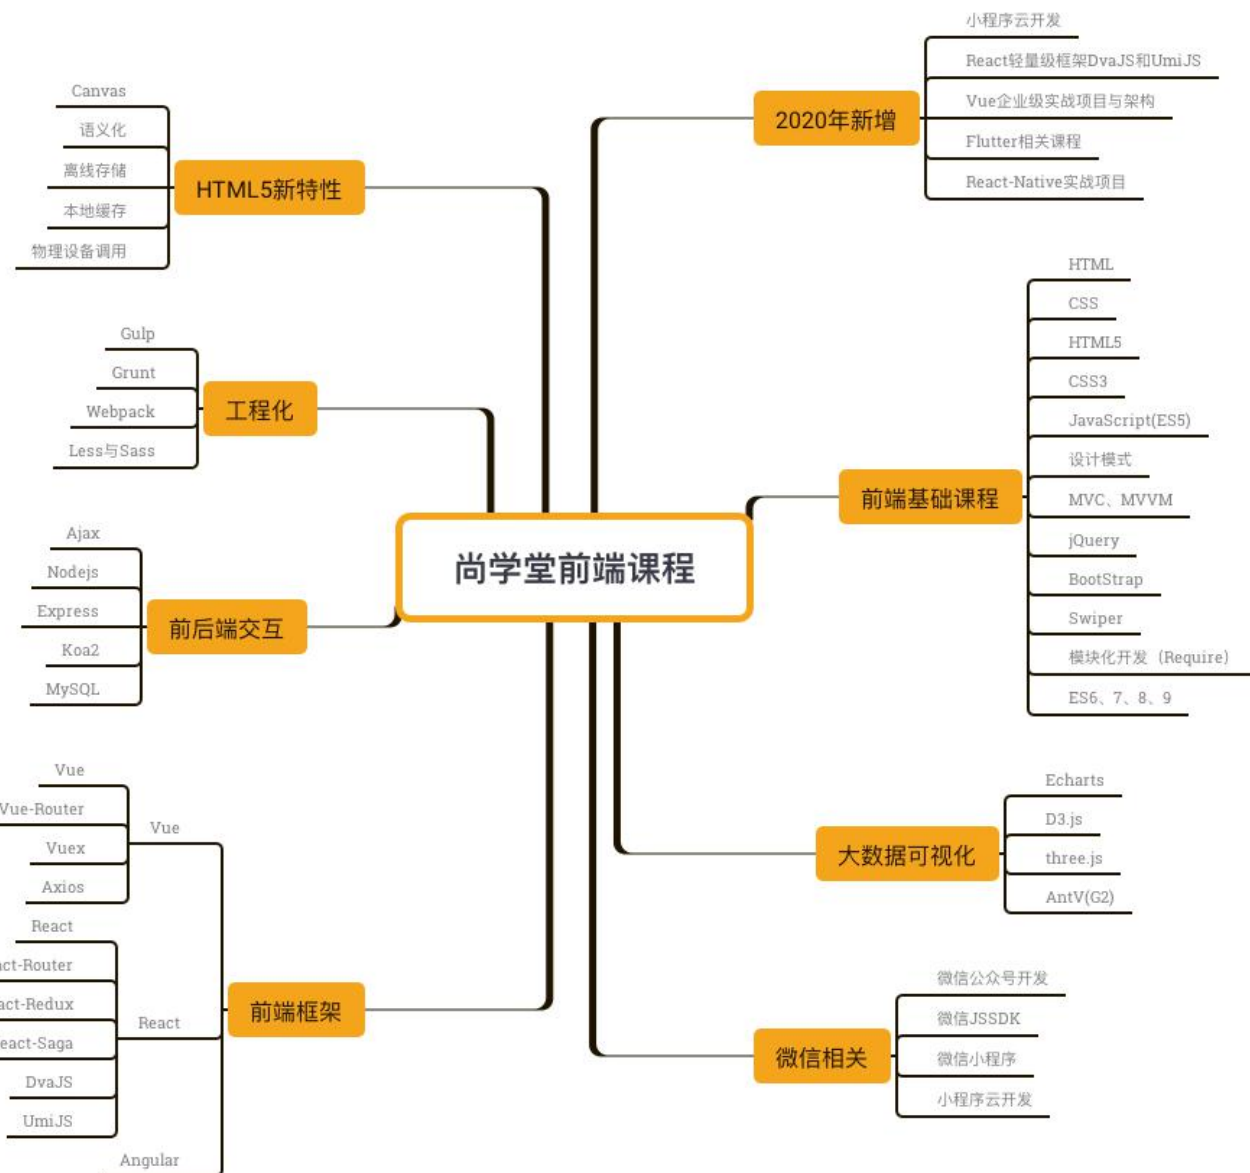 尚学堂前端课程
2020年新增
小程序云开发
React轻量级框架DvaJS和UmiJS
Vue企业级实战项目与架构
Flutter相关课程
React-Native实战项目
前端基础课程
HTML
CSS
HTML5
CSS3
JavaScript(ES5)
设计模式
MVC、MVVM
jQuery
BootStrap
Swiper
模块化开发（Require）
ES6、7、8、9
大数据可视化
Echarts
D3.js
three.js
AntV(G2)
微信相关
微信公众号开发
微信JSSDK
微信小程序
小程序云开发
HTML5新特性
Canvas
语义化
离线存储
本地缓存
物理设备调用
工程化
Gulp
Grunt
Webpack
Less与Sass
前后端交互
Ajax
Nodejs
Express
Koa2
MySQL
前端框架
Vue
Vue
Vue-Router
Vuex
Axios
React
React
act-Router
act-Redux
eact-Saga
DvaJS
UmiJS
Angular